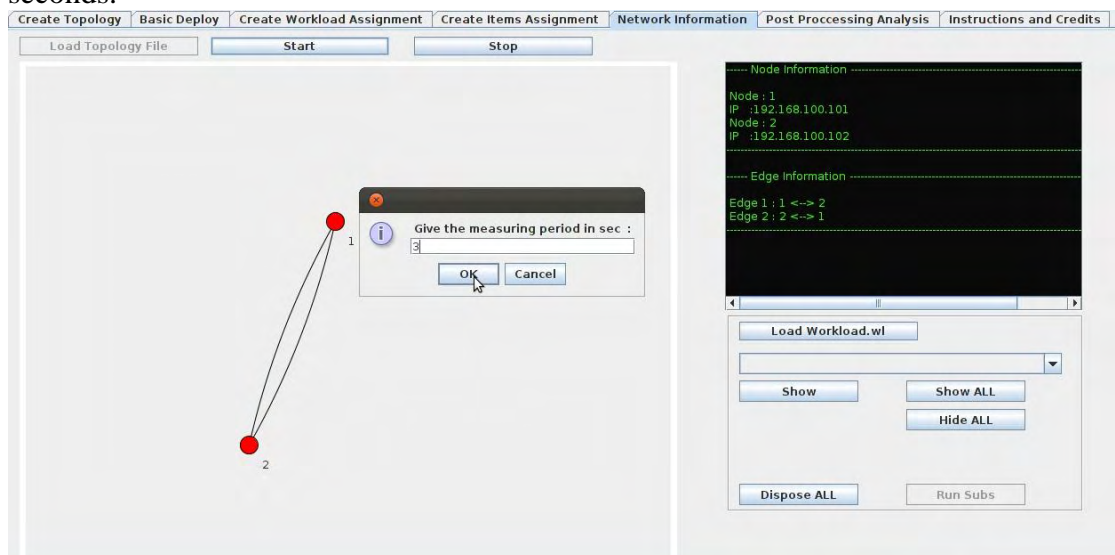 seconds.
Create Topology Basic Deploy Create Workload Assignment Create Items Assignment Network Information Post Proccessing Analysis Instructions and Credits
Load Topology File Start Stop
------ Node Information ------
Node : 1
IP :192.168.100.101
Node : 2
IP :192.168.100.102
------ Edge Information ------
Edge 1 : 1 <--> 2
Edge 2 : 2 <--> 1
Give the measuring period in sec :
3
OK Cancel
1
2
Load Workload.wl
Show Show ALL
Hide ALL
Dispose ALL Run Subs